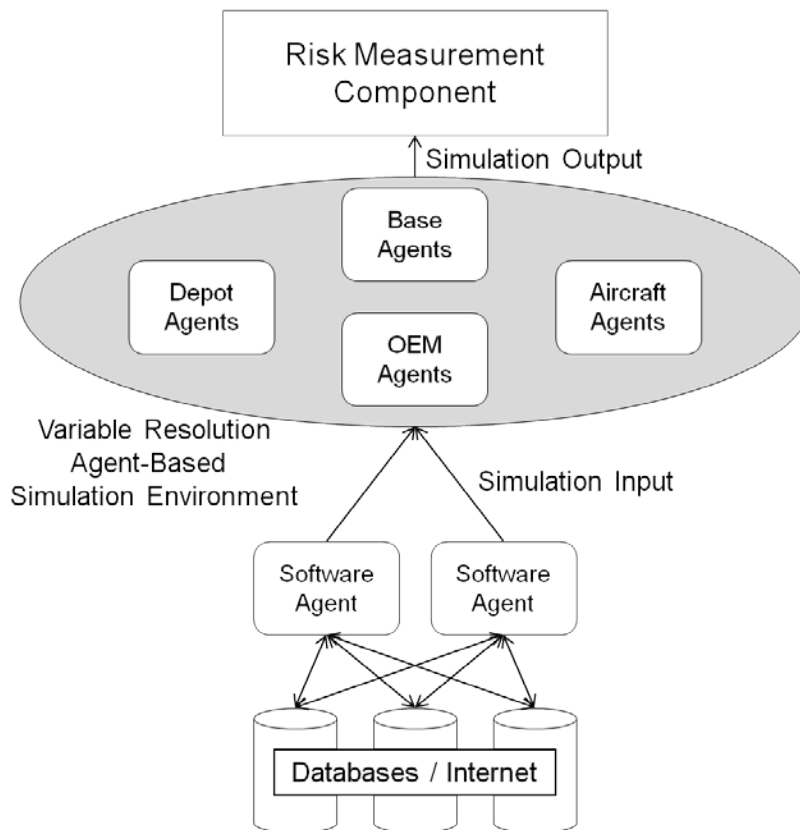 Risk Measurement
Component
Simulation Output
Base
Agents
Depot
Agents
Aircraft
Agents
OEM
Agents
Variable Resolution
Agent-Based
Simulation Environment
Simulation Input
Software
Agent
Software
Agent
Databases / Internet